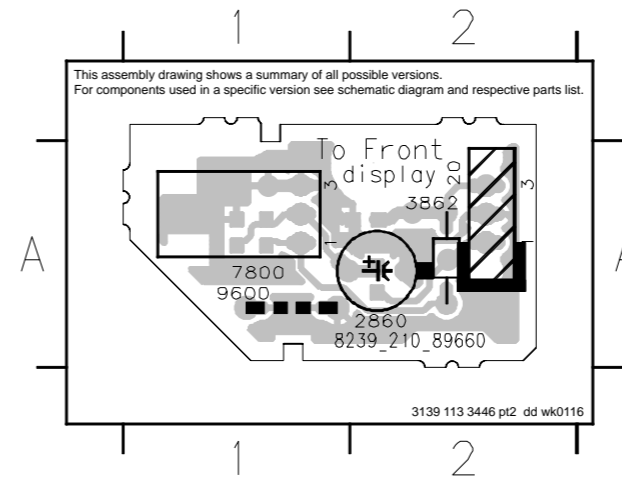 1 2
This assembly drawing shows a summary of all possible versions.
For components used in a specific version see schematic diagram and respective parts list.
To Front
display
20
3
3
3862
A A
1
1
7800
9600
2860
8239_210_89660
3139 113 3446 pt2 dd wk0116
1 2